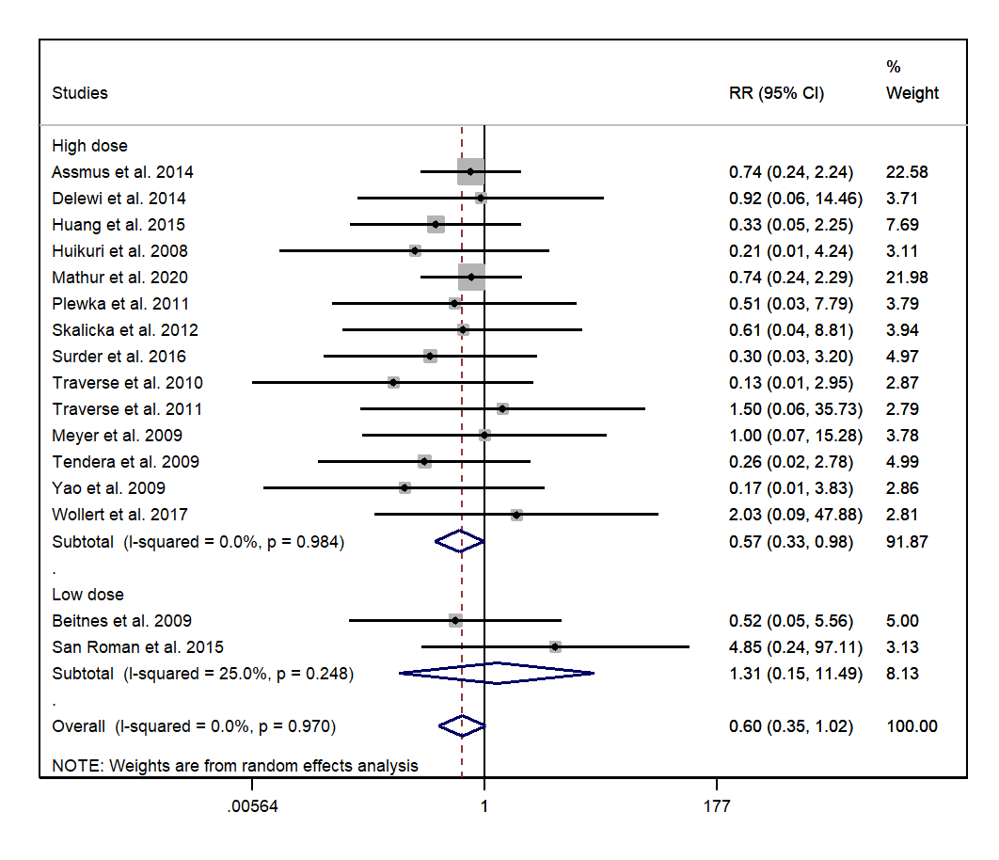 %
Studies RR (95% CI) Weight
High dose
Assmus et al. 2014 0.74 (0.24, 2.24) 22.58
Delewi et al. 2014 0.92 (0.06, 14.46) 3.71
Huang et al. 2015 0.33 (0.05, 2.25) 7.69
Huikuri et al. 2008 0.21 (0.01, 4.24) 3.11
Mathur et al. 2020 0.74 (0.24, 2.29) 21.98
Plewka et al. 2011 0.51 (0.03, 7.79) 3.79
Skalicka et al. 2012 0.61 (0.04, 8.81) 3.94
Surder et al. 2016 0.30 (0.03, 3.20) 4.97
Traverse et al. 2010 0.13 (0.01, 2.95) 2.87
Traverse et al. 2011 1.50 (0.06, 35.73) 2.79
Meyer et al. 2009 1.00 (0.07, 15.28) 3.78
Tendera et al. 2009 0.26 (0.02, 2.78) 4.99
Yao et al. 2009 0.17 (0.01, 3.83) 2.86
Wollert et al. 2017 2.03 (0.09, 47.88) 2.81
Subtotal (I-squared = 0.0%, p = 0.984) 0.57 (0.33, 0.98) 91.87
.
Low dose
Beitnes et al. 2009 0.52 (0.05, 5.56) 5.00
San Roman et al. 2015 4.85 (0.24, 97.11) 3.13
Subtotal (I-squared = 25.0%, p = 0.248) 1.31 (0.15, 11.49) 8.13
.
Overall (I-squared = 0.0%, p = 0.970) 0.60 (0.35, 1.02) 100.00
NOTE: Weights are from random effects analysis
.00564 1 177